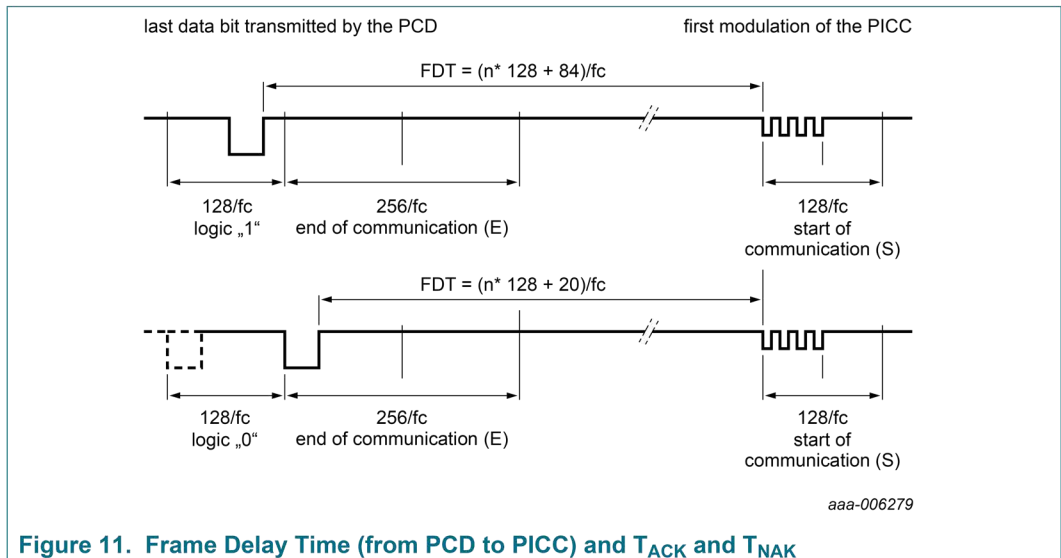 last data bit transmitted by the PCD
first modulation of the PICC
FDT = (n* 128 + 84)/fc
128/fc
logic „1“
256/fc
end of communication (E)
128/fc
start of
communication (S)
FDT = (n* 128 + 20)/fc
128/fc
logic „0“
256/fc
end of communication (E)
128/fc
start of
communication (S)
aaa-006279
Figure 11. Frame Delay Time (from PCD to PICC) and TACK and TNAK